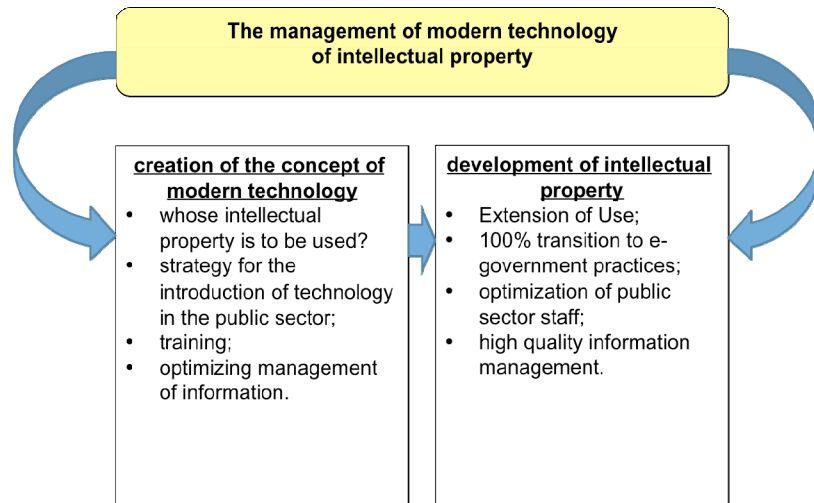 The management of modern technology
of intellectual property
creation of the concept of
modern technology
• whose intellectual
property is to be used?
• strategy for the
introduction of technology
in the public sector;
• training;
• optimizing management
of information.
development of intellectual
property
• Extension of Use;
• 100% transition to e-
government practices;
• optimization of public
sector staff;
• high quality information
management.